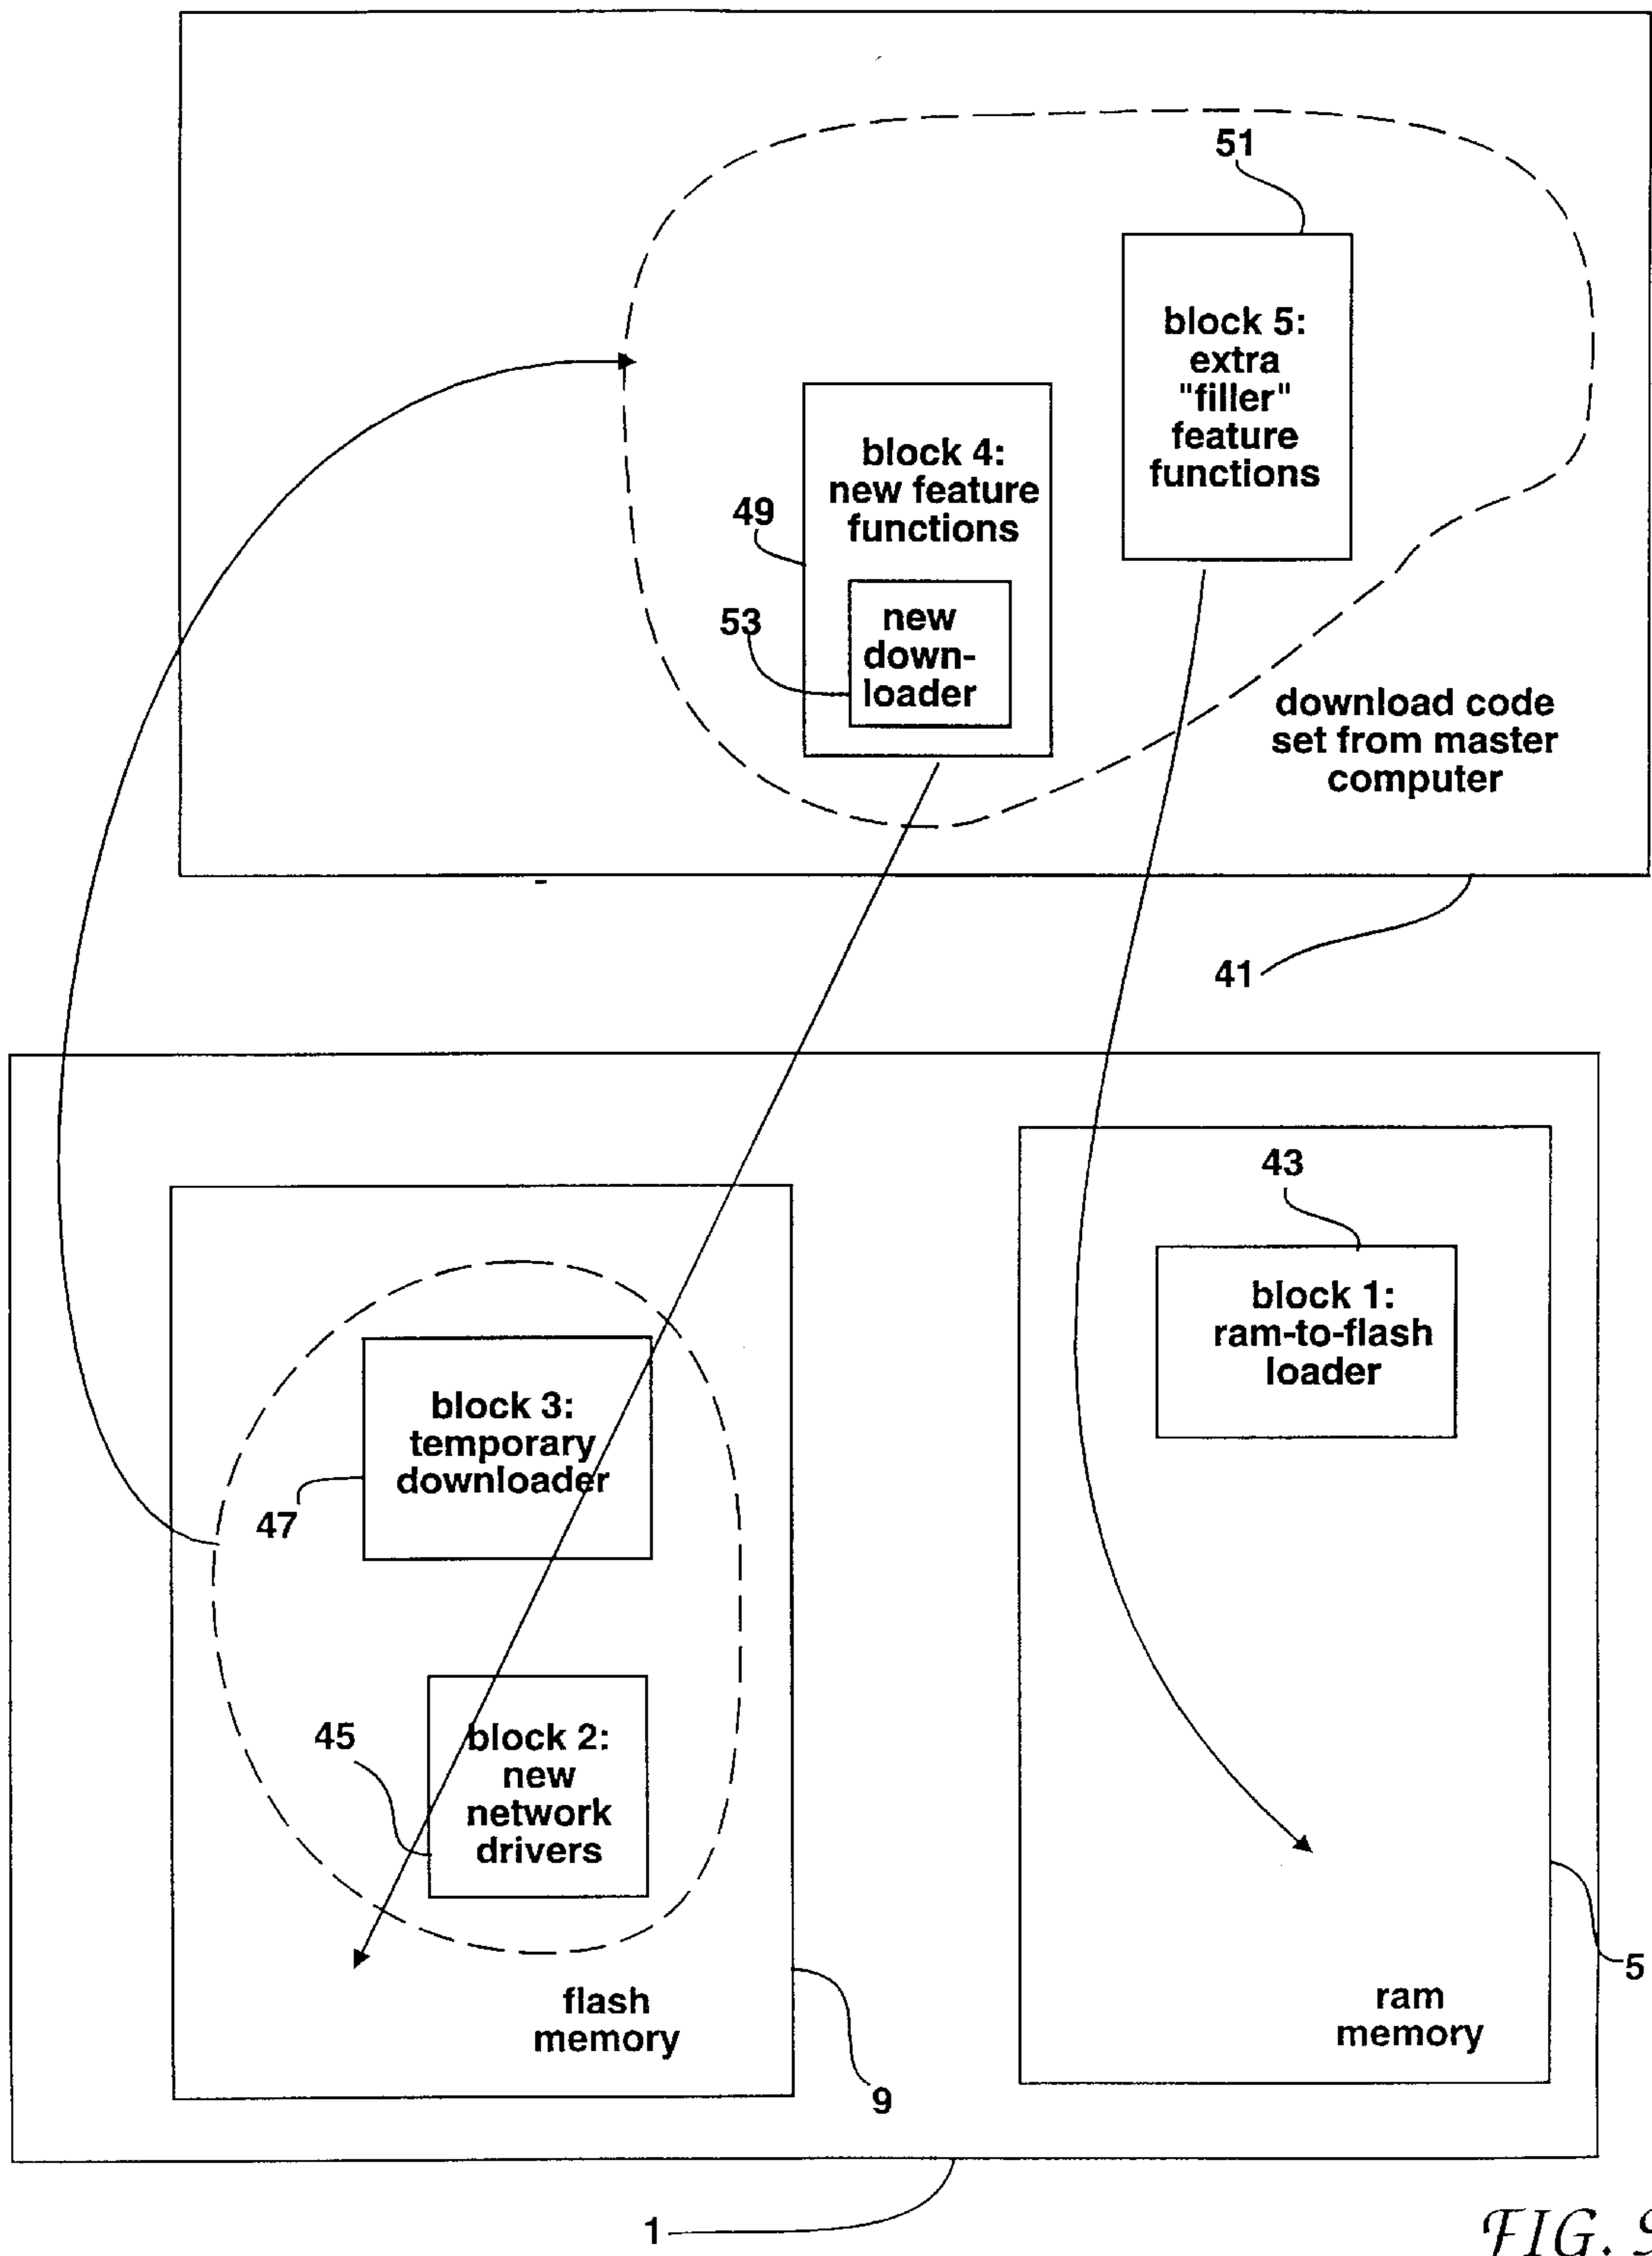 51
block 5:
extra
"filler"
feature
functions
block 4:
new feature
functions
49
53
new
down-
loader
download code
set from master
computer
41
43
block 1:
ram-to-flash
loader
block 3:
temporary
downloader
47
45
block 2:
new
network
drivers
flash
memory
ram
memory
5
9
1
FIG.